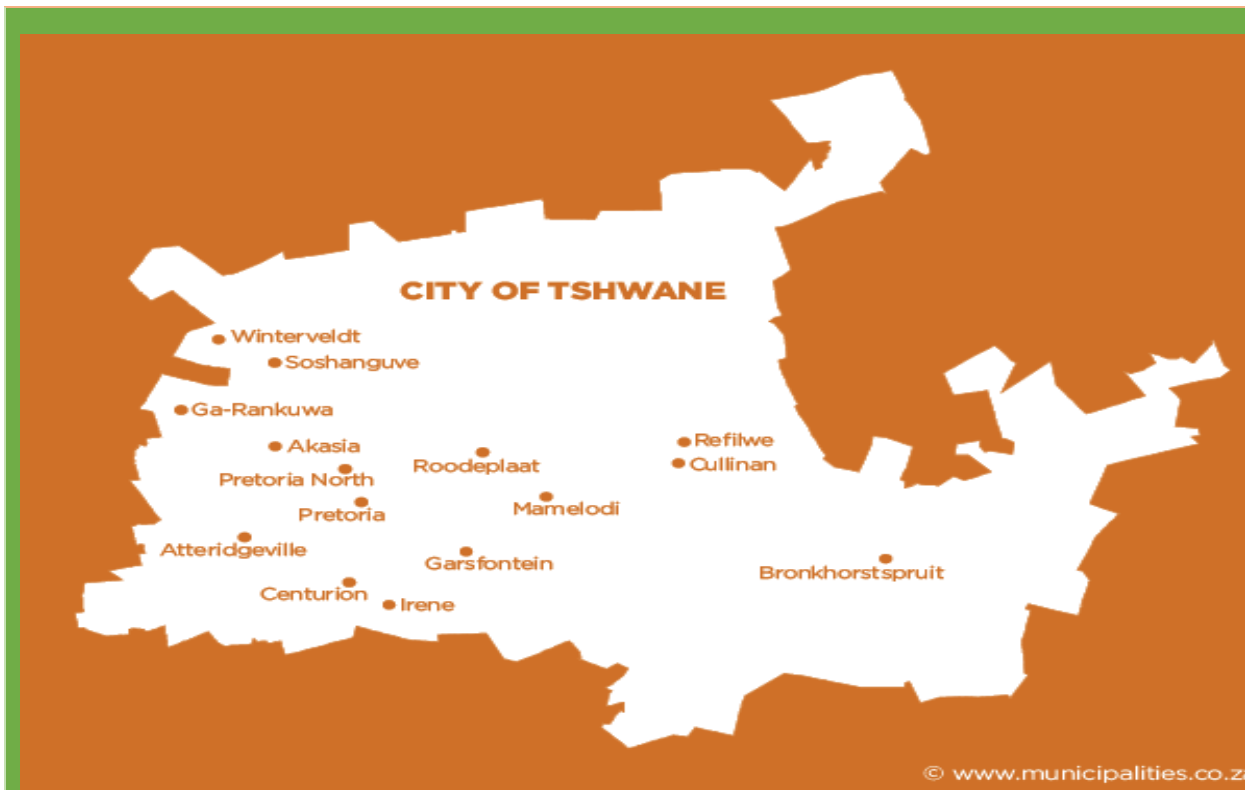 CITY OF TSHWANE
Winterveldt
Soshanguve
Ga-Rankuwa
Akasia
Refilwe
Roodeplaat
Cullinan
Pretoria North
Mamelodi
Pretoria
Atteridgeville
Garsfontein
Bronkhorstspruit
Centurion
Irene
© www.municipalities.co.za